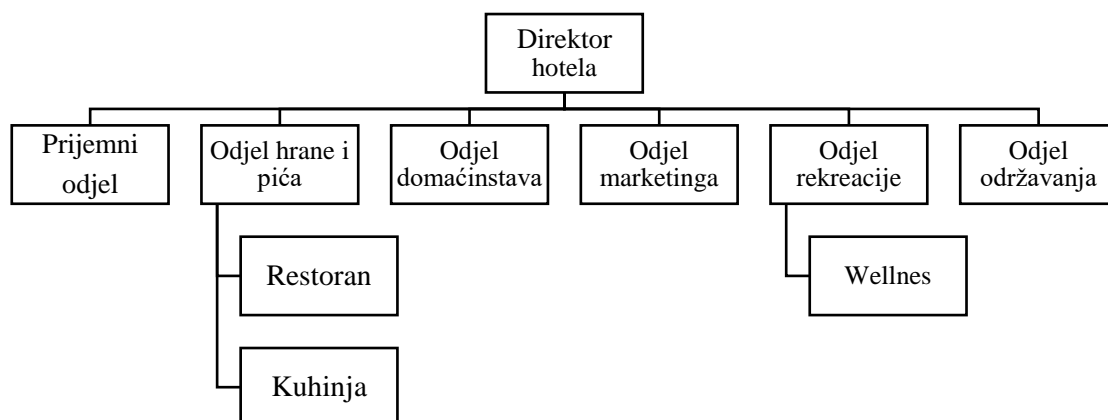 Direktor
hotela
Prijemni
odjel
Odjel hrane i
pića
Odjel
domaćinstava
Odjel
marketinga
Odjel
rekreacije
Odjel
održavanja
Restoran
Wellnes
Kuhinja